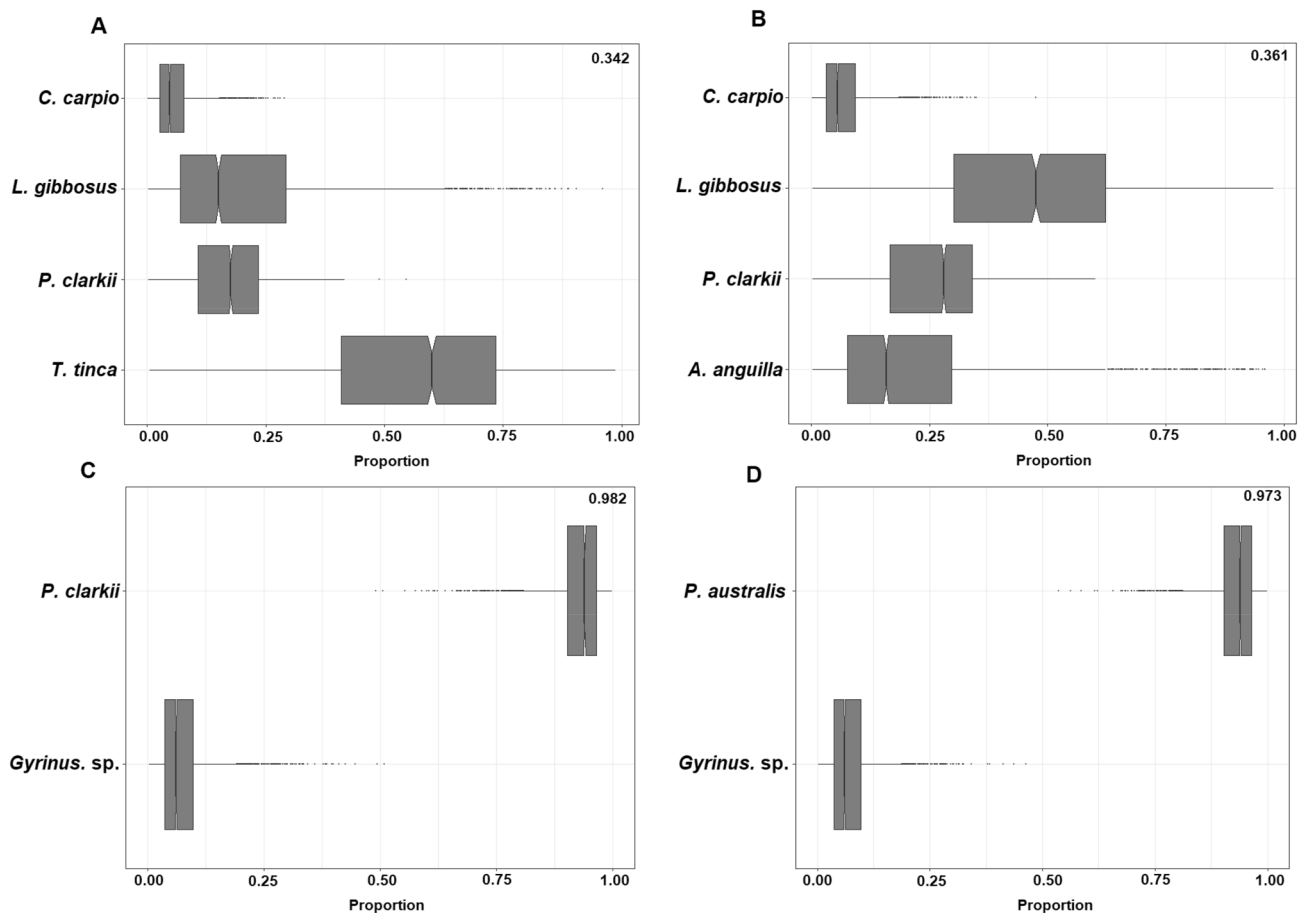 A
0.342
C. carpio
L. gibbosus
P. clarkii
T. tinca
0.00 0.25 0.50 0.75 1.00
Proportion
B
0.361
C. carpio
L. gibbosus
P. clarkii
A. anguilla
0.00 0.25 0.50 0.75 1.00
Proportion
C
0.982
P. clarkii
Gyrinus. sp.
0.00 0.25 0.50 0.75 1.00
Proportion
D
0.973
P. australis
Gyrinus. sp.
0.00 0.25 0.50 0.75 1.00
Proportion